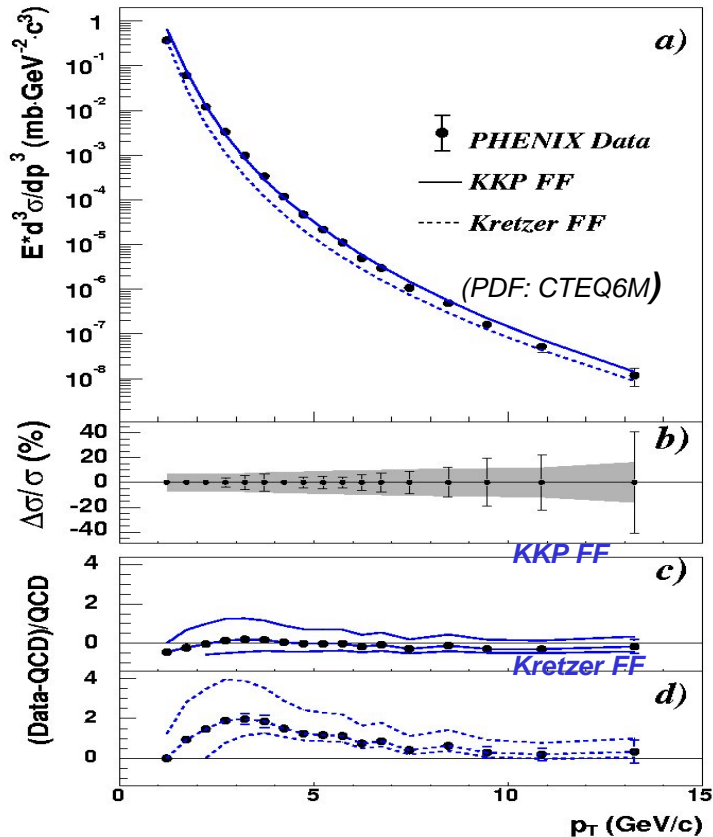 E*d³σ/dp³ (mb·GeV⁻²·c³)
1
10⁻¹
10⁻²
10⁻³
10⁻⁴
10⁻⁵
10⁻⁶
10⁻⁷
10⁻⁸
a)
PHENIX Data
KKP FF
Kretzer FF
(PDF: CTEQ6M)
Δσ/σ (%)
40
20
0
-20
-40
b)
KKP FF
(Data-QCD)/QCD
4
2
0
c)
Kretzer FF
4
2
0
d)
0
5
10
15
p_T (GeV/c)